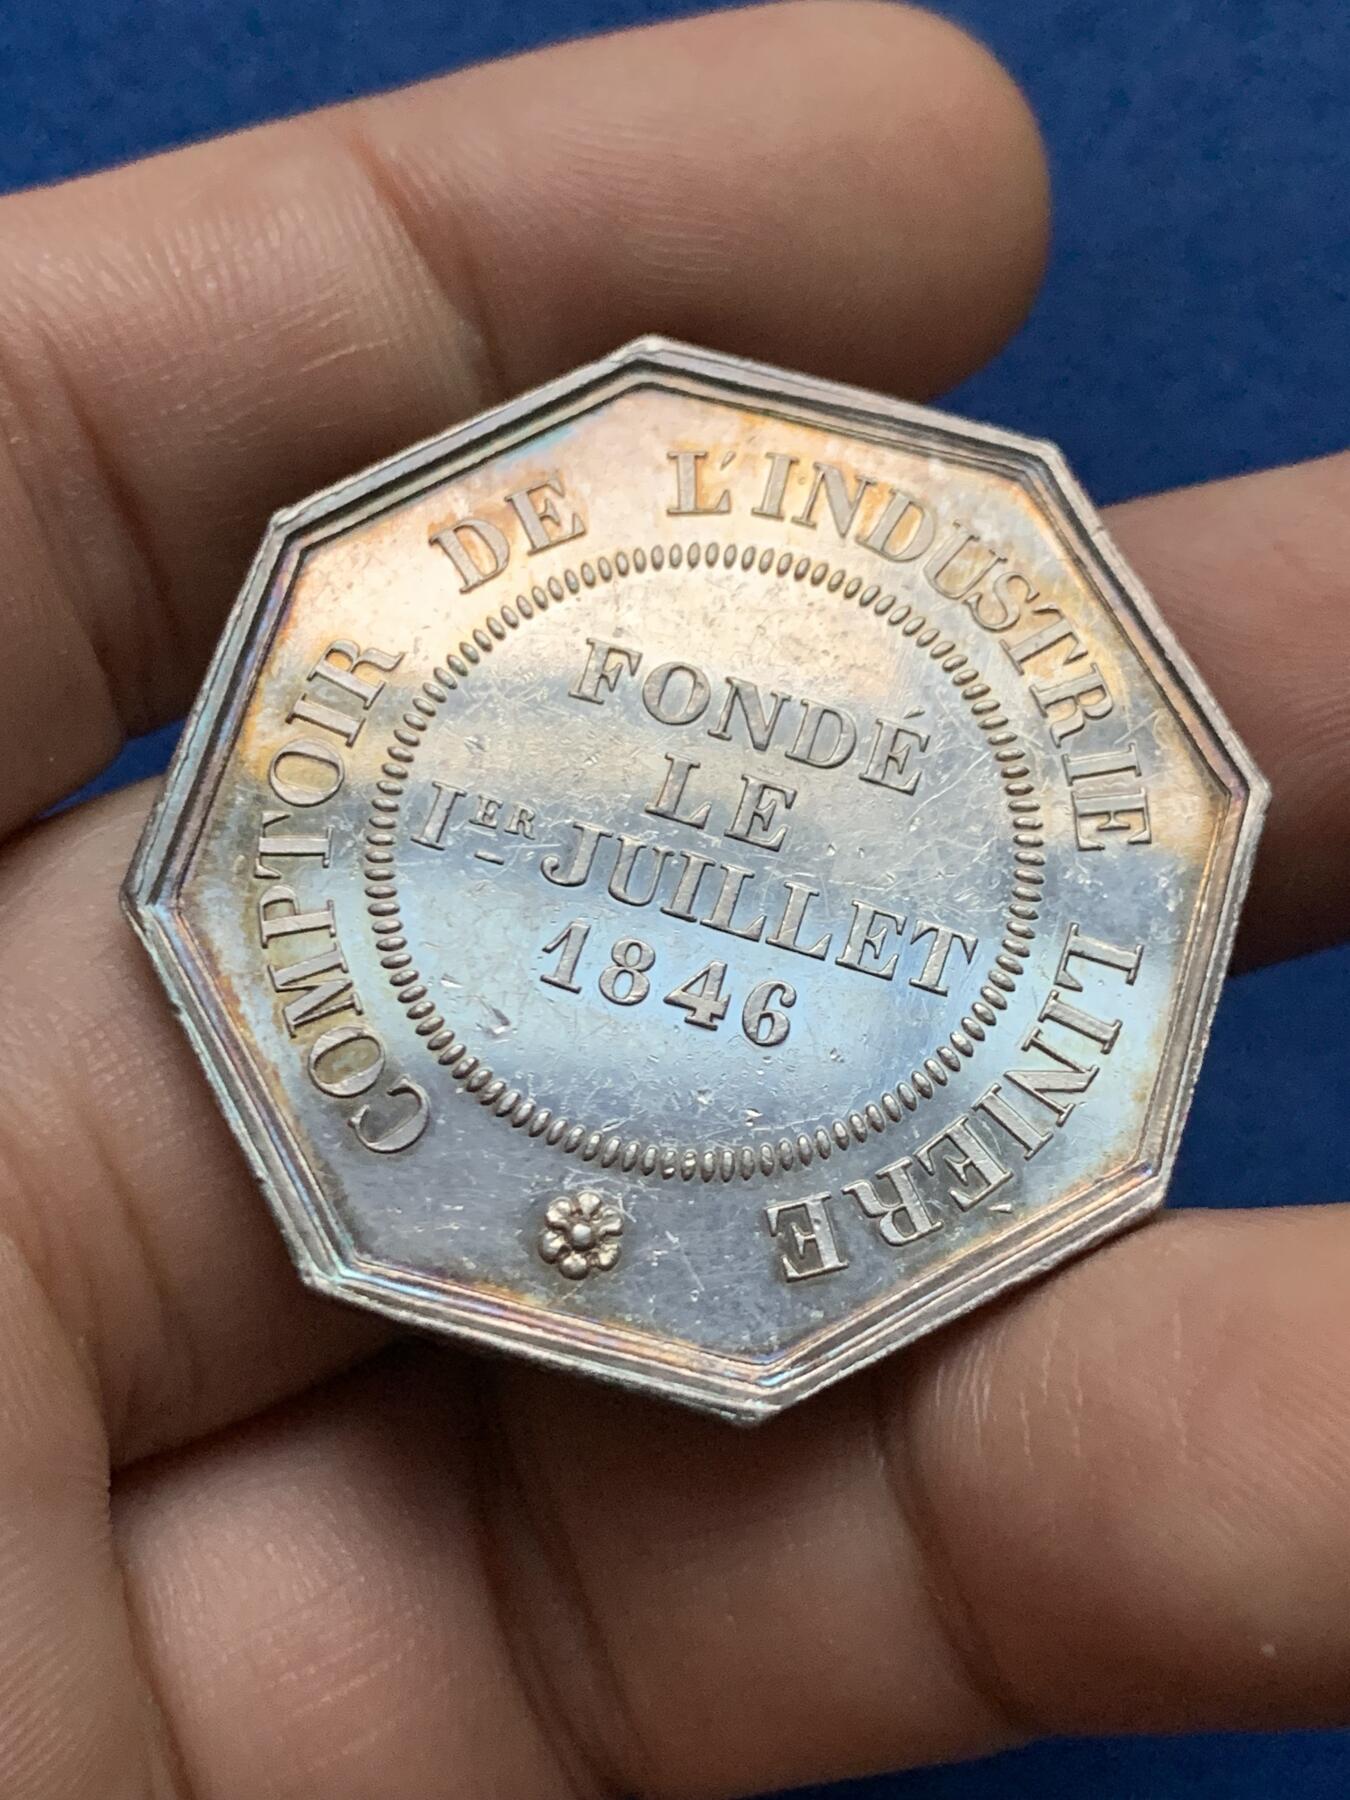 COMPTOIR DE L'INDUSTRIE LINIÈRE
FONDÉ
LE
1ER JUILLET
1846